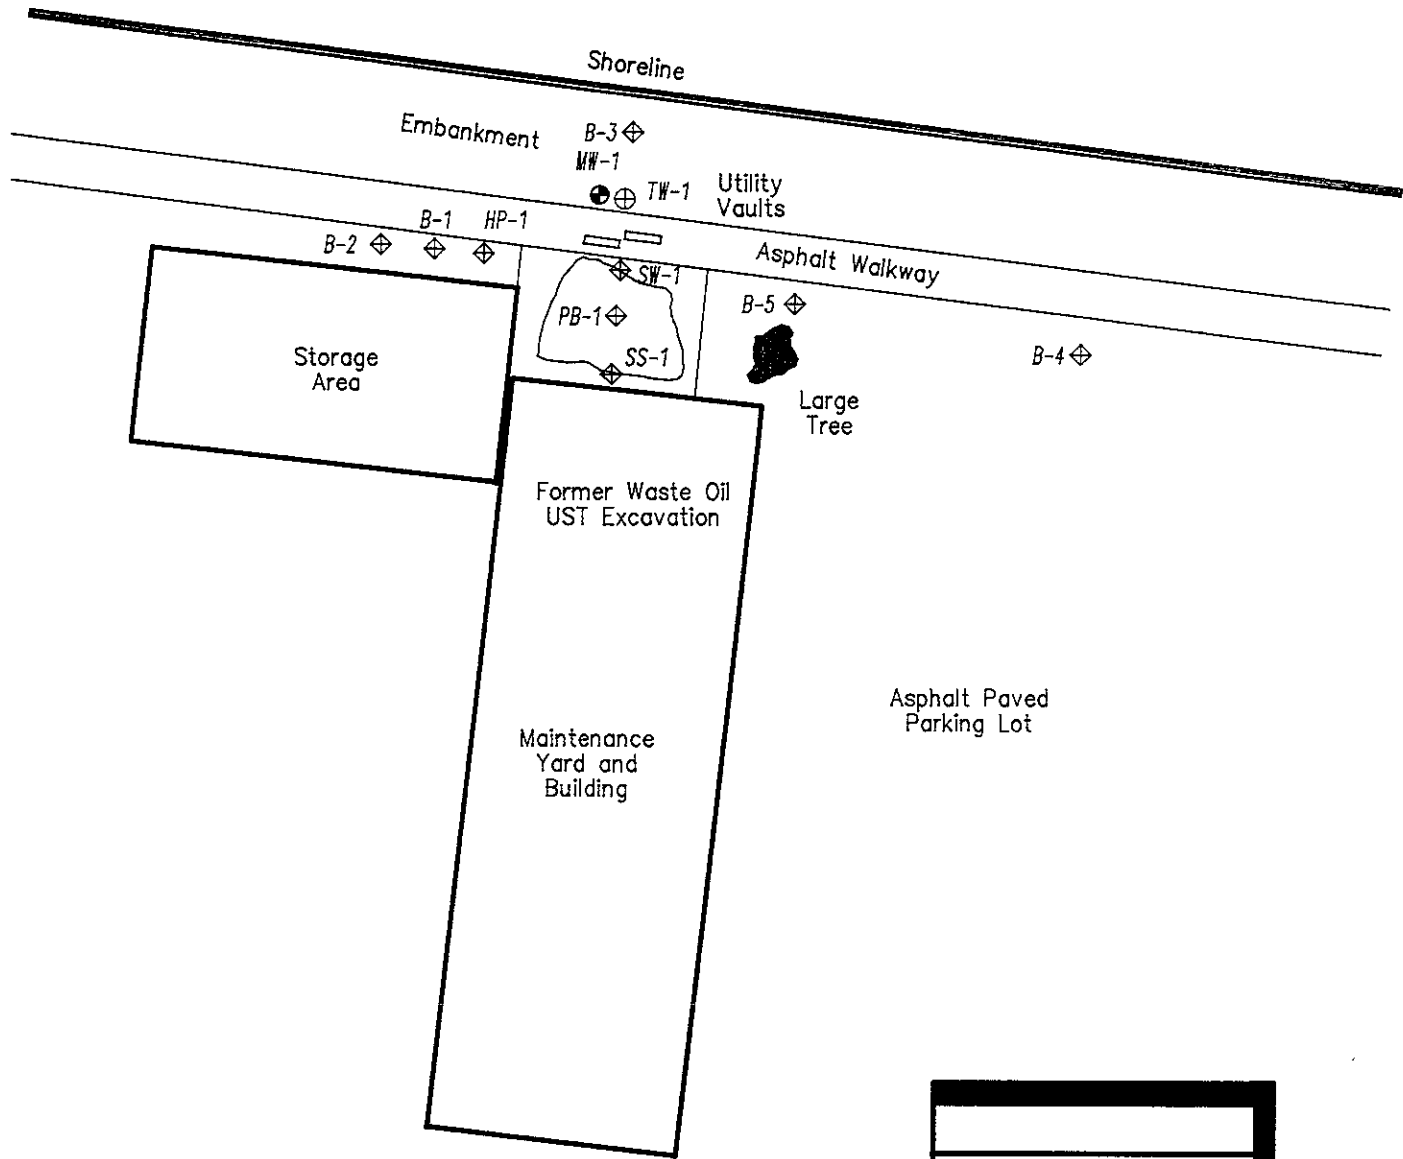 Shoreline
Embankment
B-3
MW-1
TW-1
Utility
Vaults
B-1
HP-1
B-2
Asphalt Walkway
SW-1
B-5
PB-1
B-4
SS-1
Storage
Area
Large
Tree
Former Waste Oil
UST Excavation
Asphalt Paved
Parking Lot
Maintenance
Yard and
Building